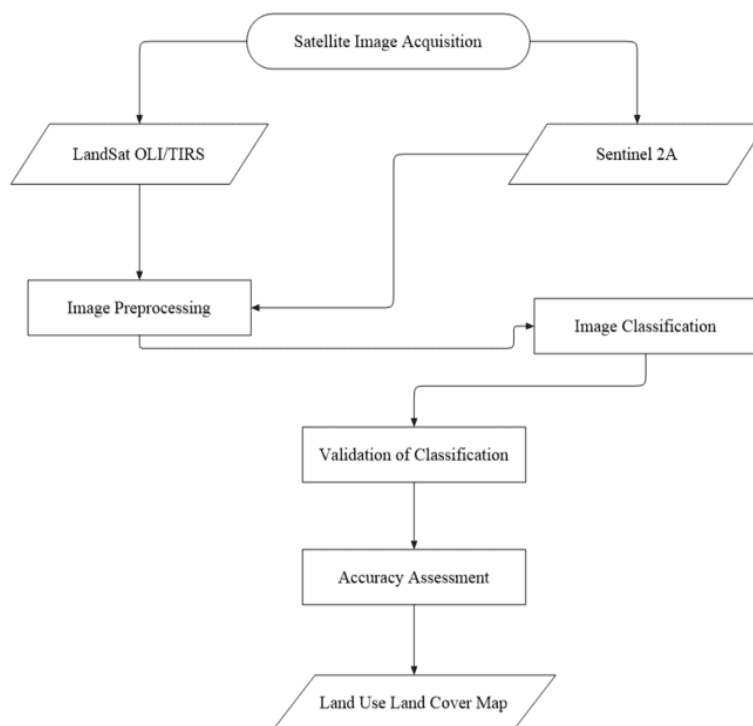 Satellite Image Acquisition
LandSat OLI/TIRS
Sentinel 2A
Image Preprocessing
Image Classification
Validation of Classification
Accuracy Assessment
Land Use Land Cover Map